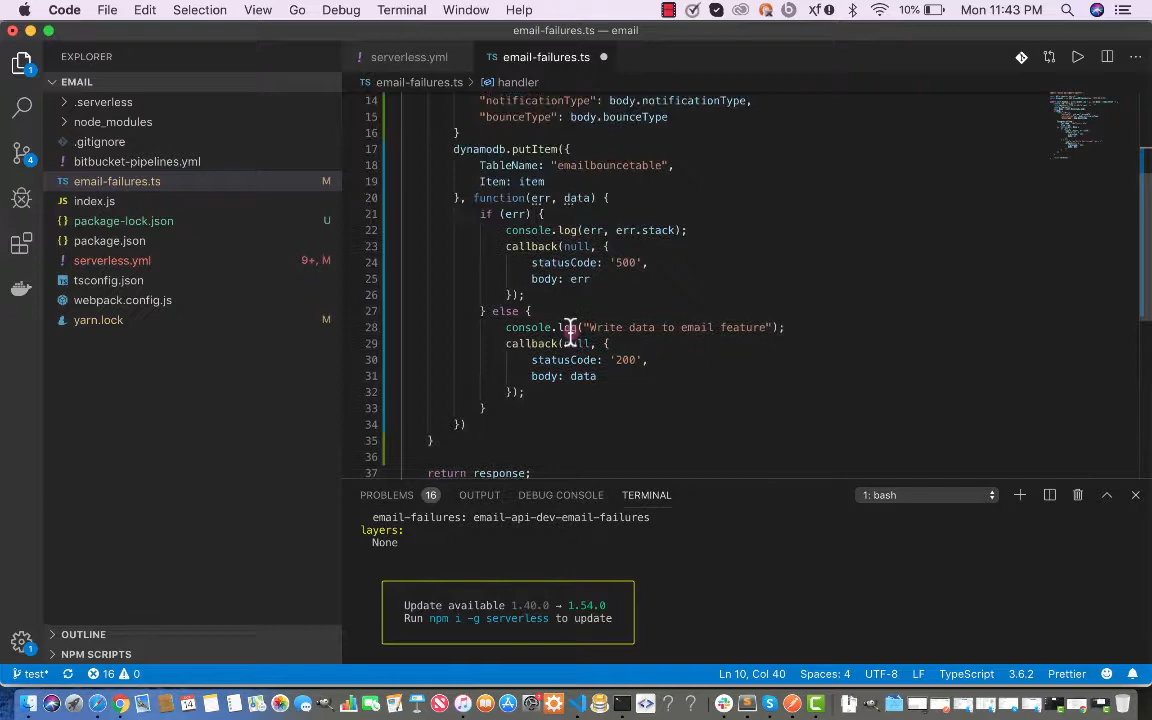 Code File Edit Selection View Go Debug Terminal Window Help 10% Mon 11:43 PM
email-failures.ts — email
EXPLORER
EMAIL
.serverless
node_modules
.gitignore
bitbucket-pipelines.yml
TS email-failures.ts M
JS index.js
{} package-lock.json U
{} package.json
! serverless.yml 9+, M
tsconfig.json
webpack.config.js
yarn.lock M
OUTLINE
NPM SCRIPTS
! serverless.yml TS email-failures.ts
TS email-failures.ts > handler
14 "notificationType": body.notificationType,
15 "bounceType": body.bounceType
16 }
17 dynamodb.putItem({
18 TableName: "emailbouncetable",
19 Item: item
20 }, function(err, data) {
21 if (err) {
22 console.log(err, err.stack);
23 callback(null, {
24 statusCode: '500',
25 body: err
26 });
27 } else {
28 console.log("Write data to email feature");
29 callback(null, {
30 statusCode: '200',
31 body: data
32 });
33 }
34 })
35 }
36
37 return response;
PROBLEMS 16 OUTPUT DEBUG CONSOLE TERMINAL 1: bash
email-failures: email-api-dev-email-failures
layers:
None
Update available 1.40.0 → 1.54.0
Run npm i -g serverless to update
test* 16 0 Ln 10, Col 40 Spaces: 4 UTF-8 LF TypeScript 3.6.2 Prettier